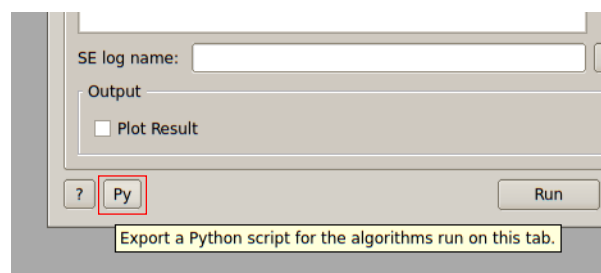 SE log name:
Output
Plot Result
? Py Run
Export a Python script for the algorithms run on this tab.